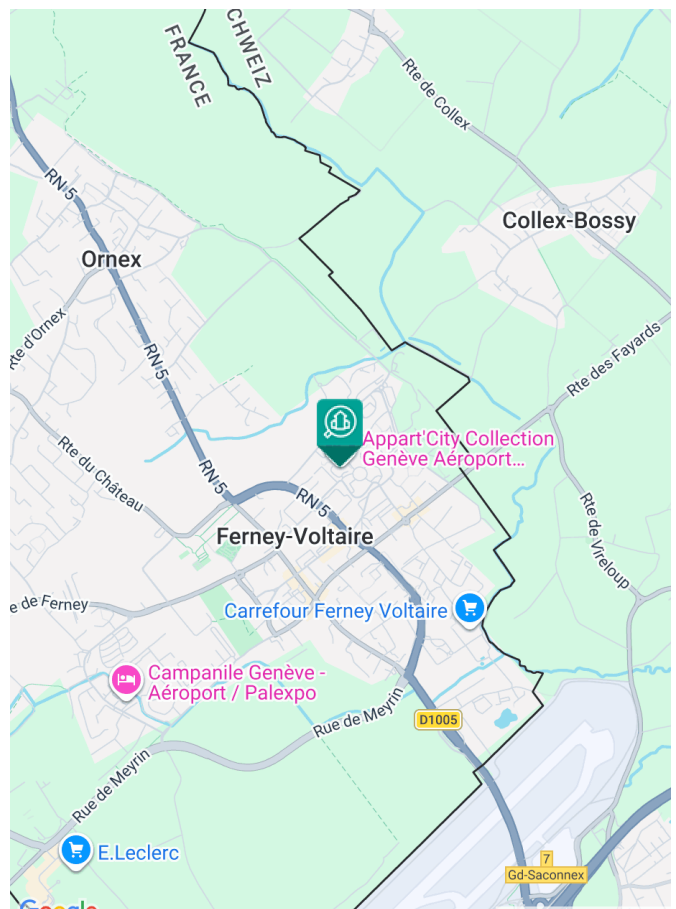 FRANCE
CHWEIZ
Rte de Collex
RN 5
Collex-Bossy
Ornex
Rte d'Ornex
RN 5
Rte des Fayards
Appart'City Collection
Genève Aéroport...
Rte du Château
RN 5
RN 5
Rte de Vireloup
Ferney-Voltaire
e de Ferney
Carrefour Ferney Voltaire
Campanile Genève -
Aéroport / Palexpo
Rue de Meyrin
D1005
Rue de Meyrin
E.Leclerc
7
Gd-Saconnex
Google